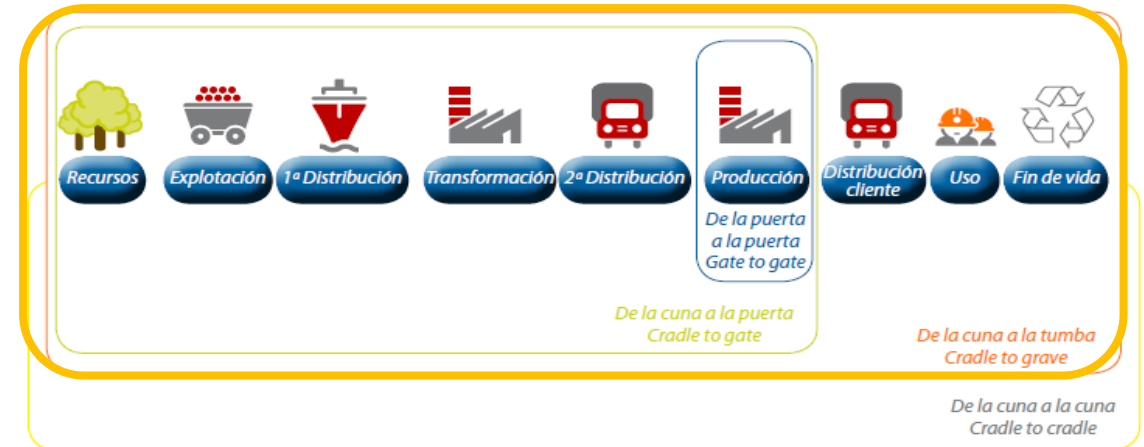 Recursos
Explotación
1ª Distribución
Transformación
2ª Distribución
Producción
Distribución
cliente
Uso
Fin de vida
De la puerta
a la puerta
Gate to gate
De la cuna a la puerta
Cradle to gate
De la cuna a la tumba
Cradle to grave
De la cuna a la cuna
Cradle to cradle